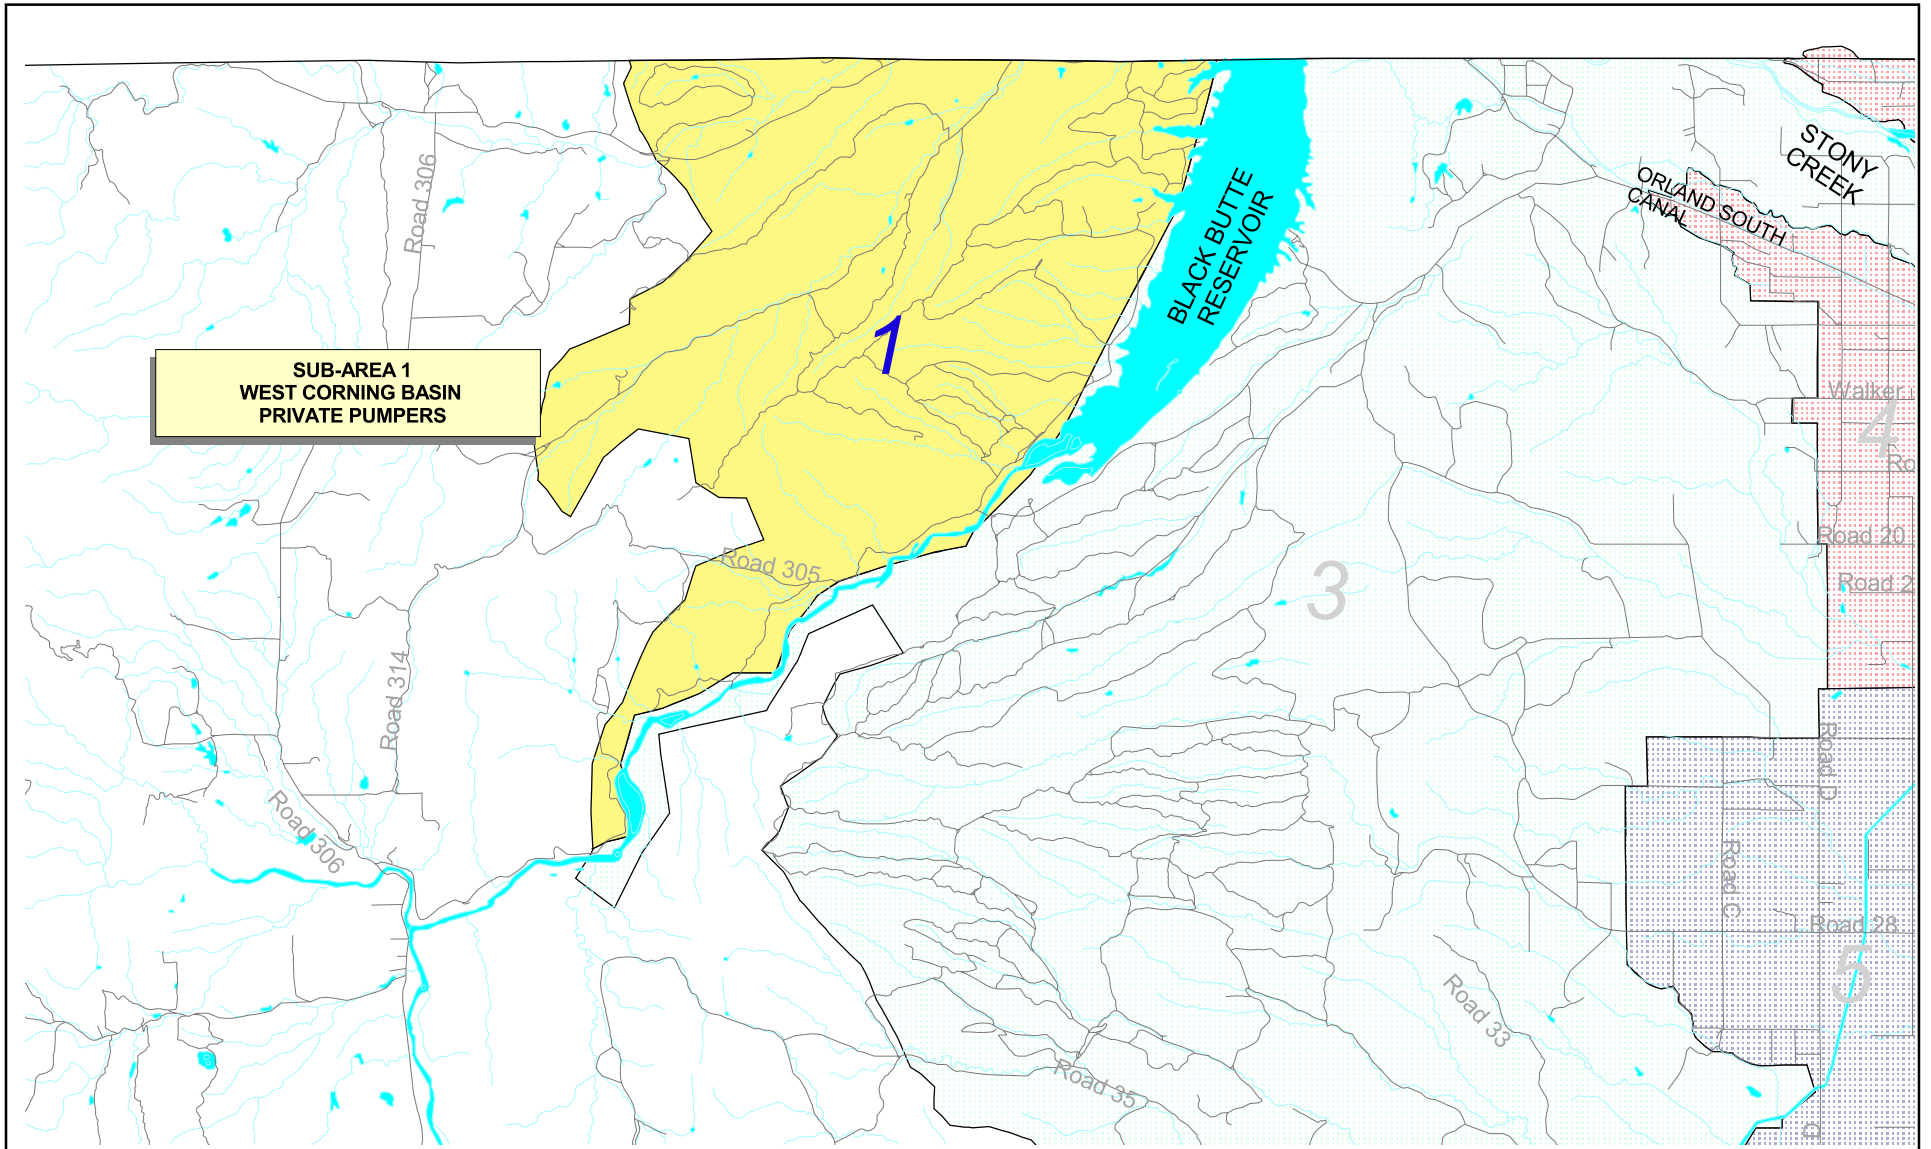 STONY
CREEK
Road 306
ORLAND SOUTH
CANAL
BLACK BUTTE
RESERVOIR
1
SUB-AREA 1
WEST CORNING BASIN
PRIVATE PUMPERS
Walker
4
Ro
Road 20
Road 305
Road 2
3
Road 314
Road D
Road 306
Road C
Road 28
5
Road 33
Road 35